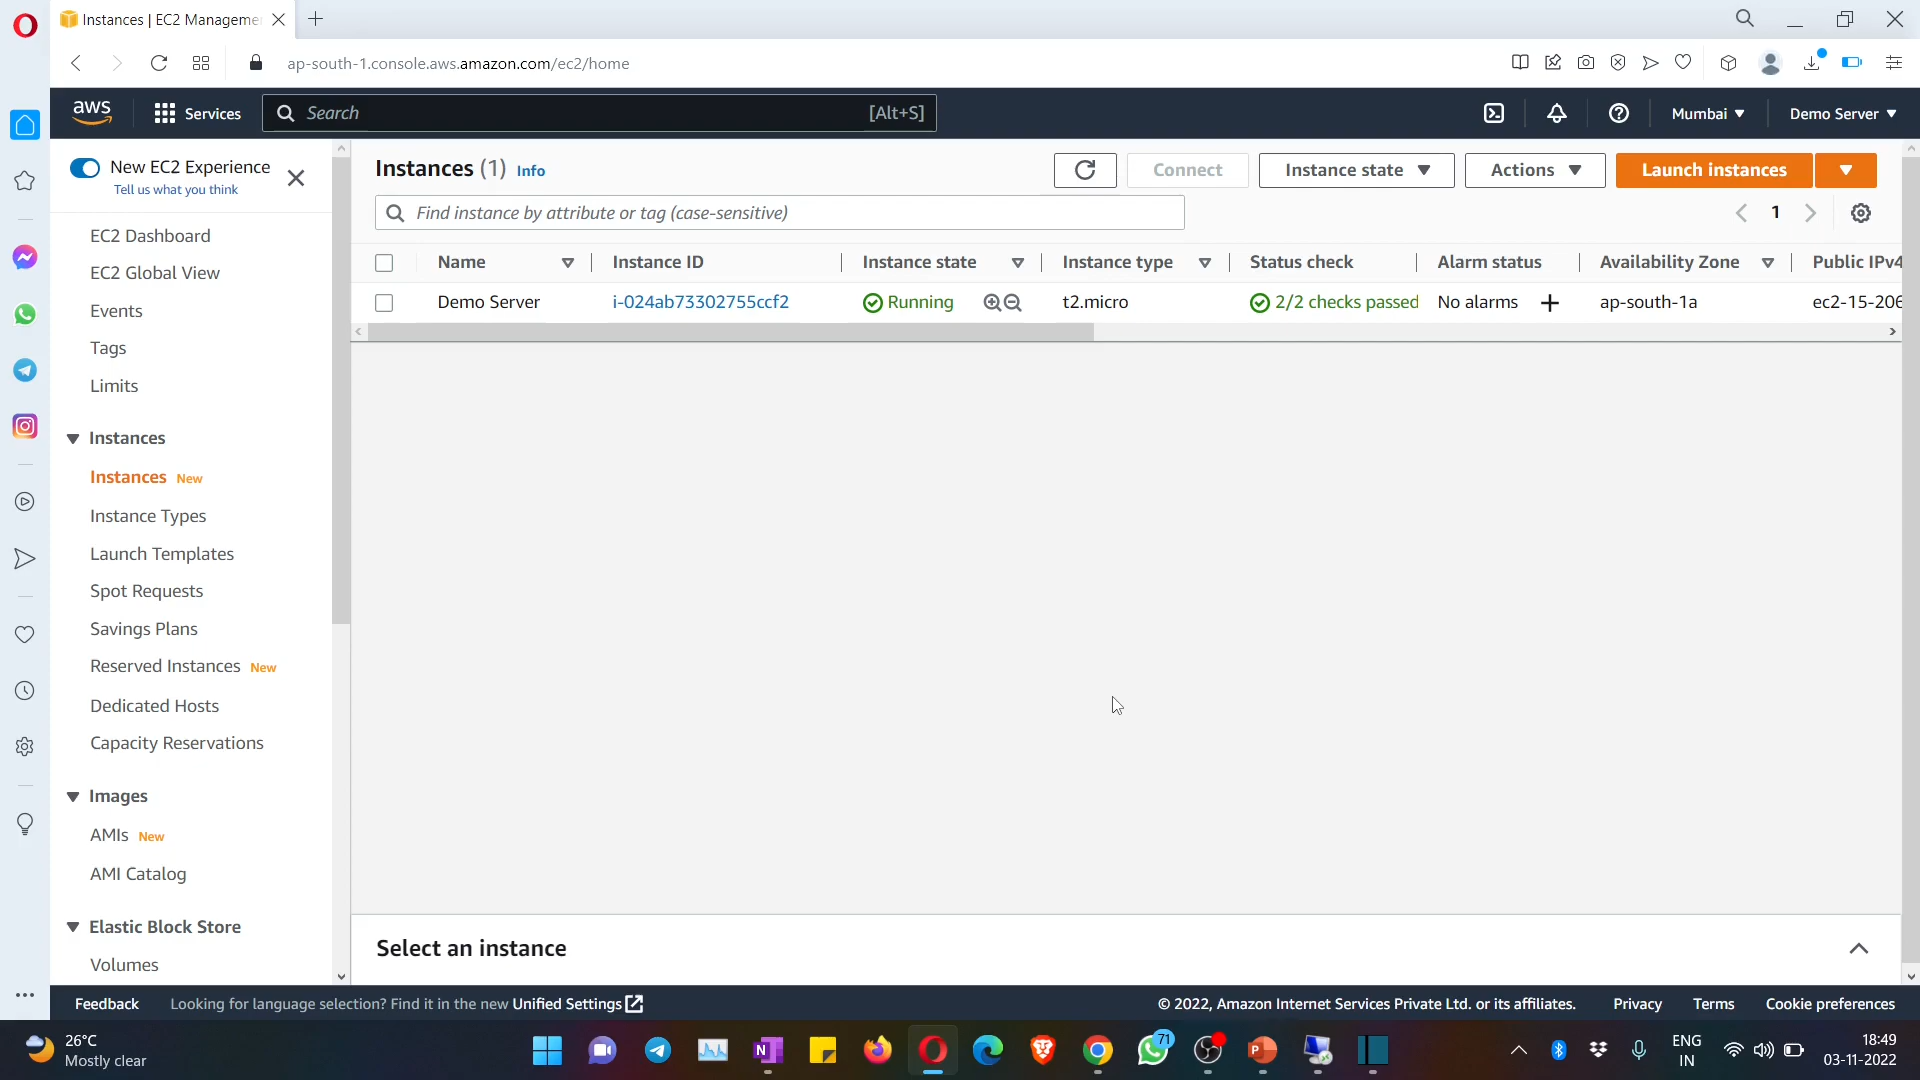 Instances | EC2 Manageme
ap-south-1.console.aws.amazon.com/ec2/home
aws
Services
Search
[Alt+S]
Mumbai
Demo Server
New EC2 Experience
Tell us what you think
EC2 Dashboard
EC2 Global View
Events
Tags
Limits
Instances
Instances New
Instance Types
Launch Templates
Spot Requests
Savings Plans
Reserved Instances New
Dedicated Hosts
Capacity Reservations
Images
AMIs New
AMI Catalog
Elastic Block Store
Volumes
Instances (1) Info
Connect
Instance state
Actions
Launch instances
Find instance by attribute or tag (case-sensitive)
1
Name Instance ID Instance state Instance type Status check Alarm status Availability Zone Public IPv4
Demo Server i-024ab73302755ccf2 Running t2.micro 2/2 checks passed No alarms + ap-south-1a ec2-15-206
Select an instance
Feedback Looking for language selection? Find it in the new Unified Settings
© 2022, Amazon Internet Services Private Ltd. or its affiliates. Privacy Terms Cookie preferences
26°C
Mostly clear
71
ENG
IN
18:49
03-11-2022